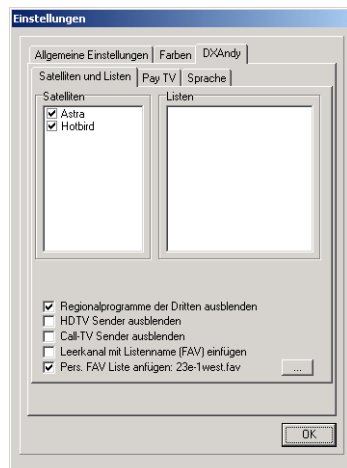 Einstellungen
Allgemeine Einstellungen Farben DXAndy
Satelliten und Listen Pay TV Sprache
Satelliten Listen
Astra
Hotbird
Regionalprogramme der Dritten ausblenden
HDTV Sender ausblenden
Call-TV Sender ausblenden
Leerkanal mit Listenname (FAV) einfügen
Pers. FAV Liste anfügen: 23e-1west.fav ...
OK